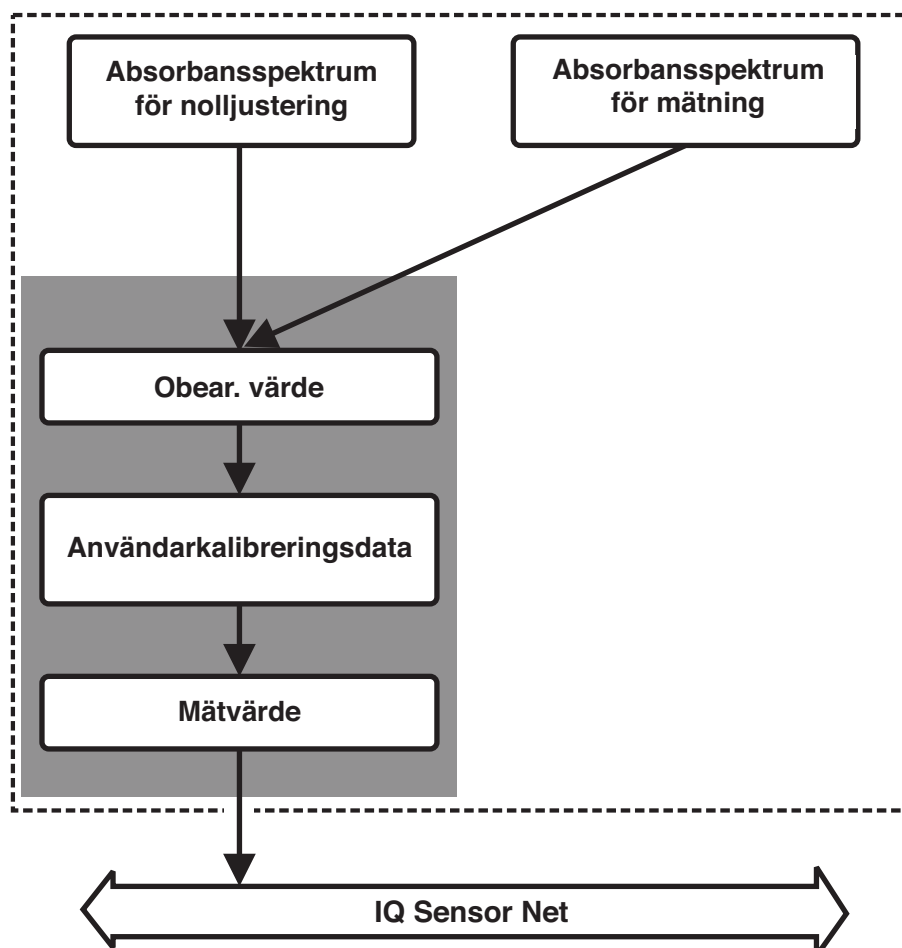 Absorbansspektrum
för nolljustering
Absorbansspektrum
för mätning
Obear. värde
Användarkalibreringsdata
Mätvärde
IQ Sensor Net